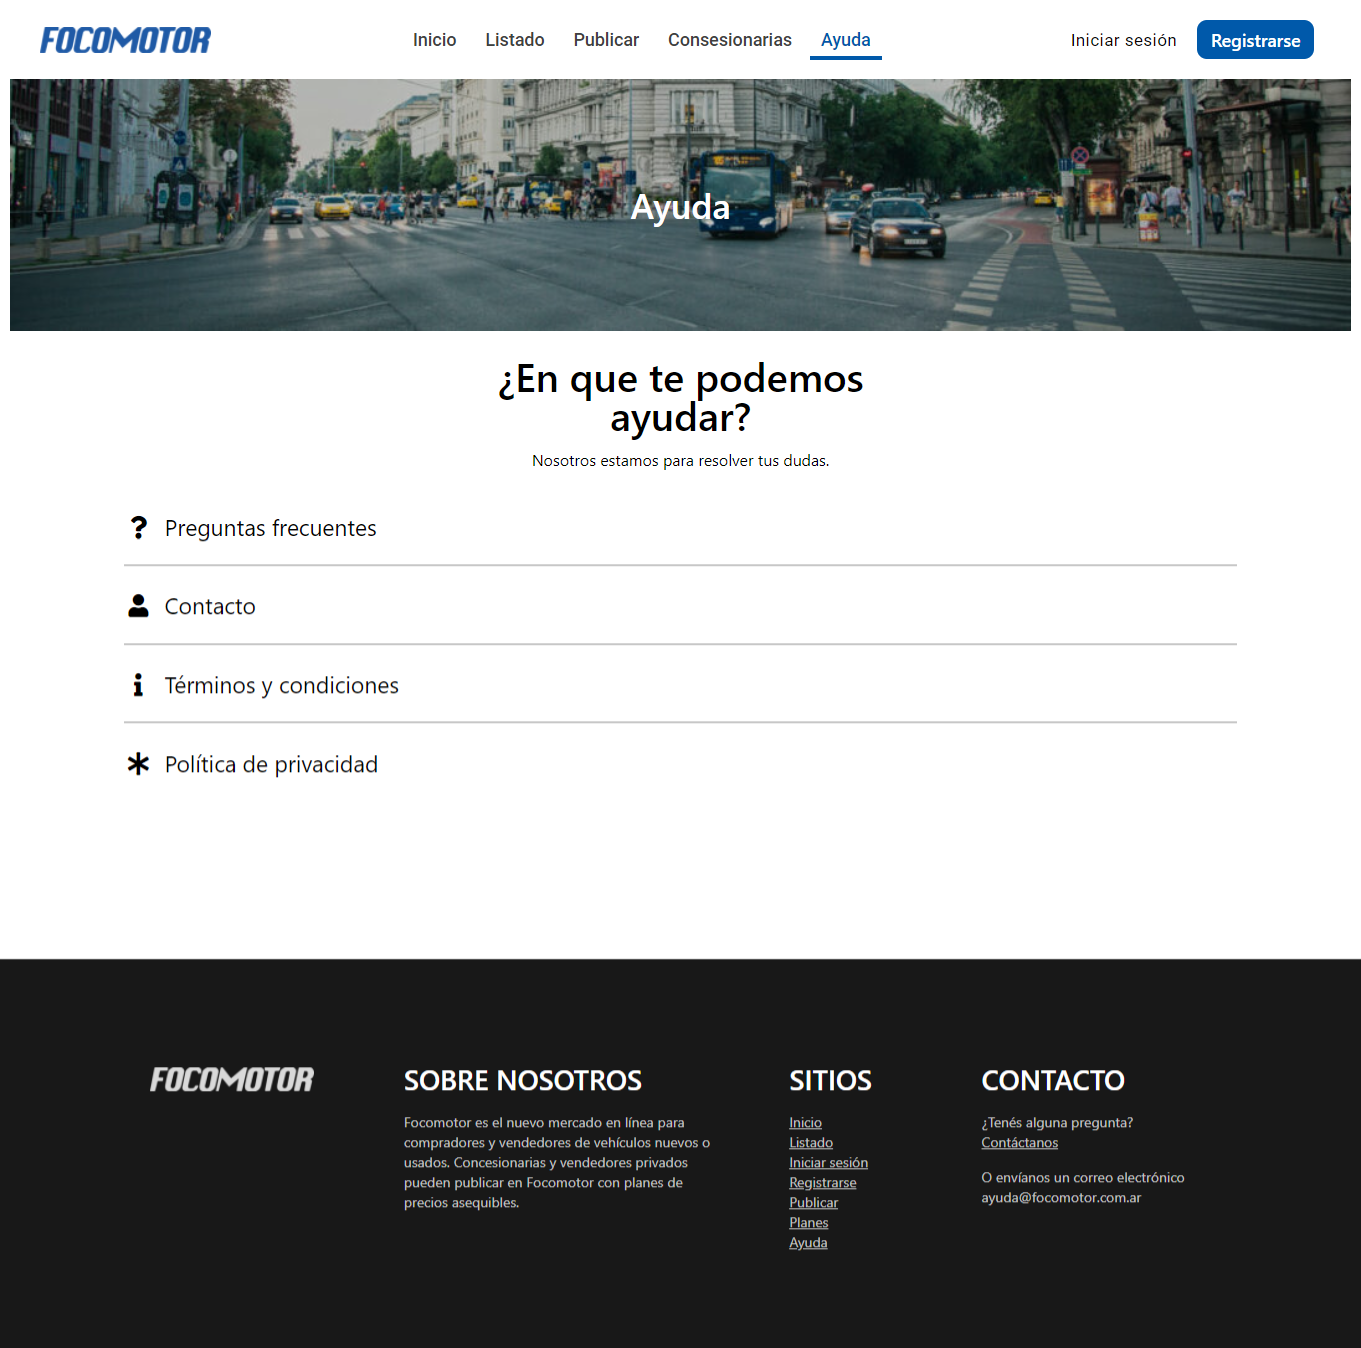 FOCOMOTOR
Inicio
Listado
Publicar
Consesionarias
Ayuda
Iniciar sesión
Registrarse
Ayuda
¿En que te podemos
ayudar?
Nosotros estamos para resolver tus dudas.
Preguntas frecuentes
Contacto
Términos y condiciones
Política de privacidad
FOCOMOTOR
SOBRE NOSOTROS
Focomotor es el nuevo mercado en línea para
compradores y vendedores de vehículos nuevos o
usados. Concesionarias y vendedores privados
pueden publicar en Focomotor con planes de
precios asequibles.
SITIOS
Inicio
Listado
Iniciar sesión
Registrarse
Publicar
Planes
Ayuda
CONTACTO
¿Tenés alguna pregunta?
Contáctanos
O envíanos un correo electrónico
ayuda@focomotor.com.ar